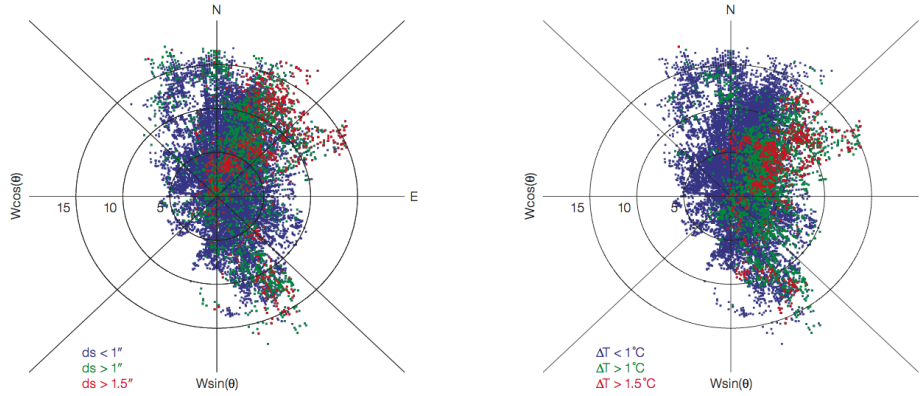 N
Wcos(θ)
15
10
5
E
ds < 1″
ds > 1″
ds > 1.5″
Wsin(θ)
N
Wcos(θ)
15
10
5
E
ΔT < 1°C
ΔT > 1°C
ΔT > 1.5°C
Wsin(θ)